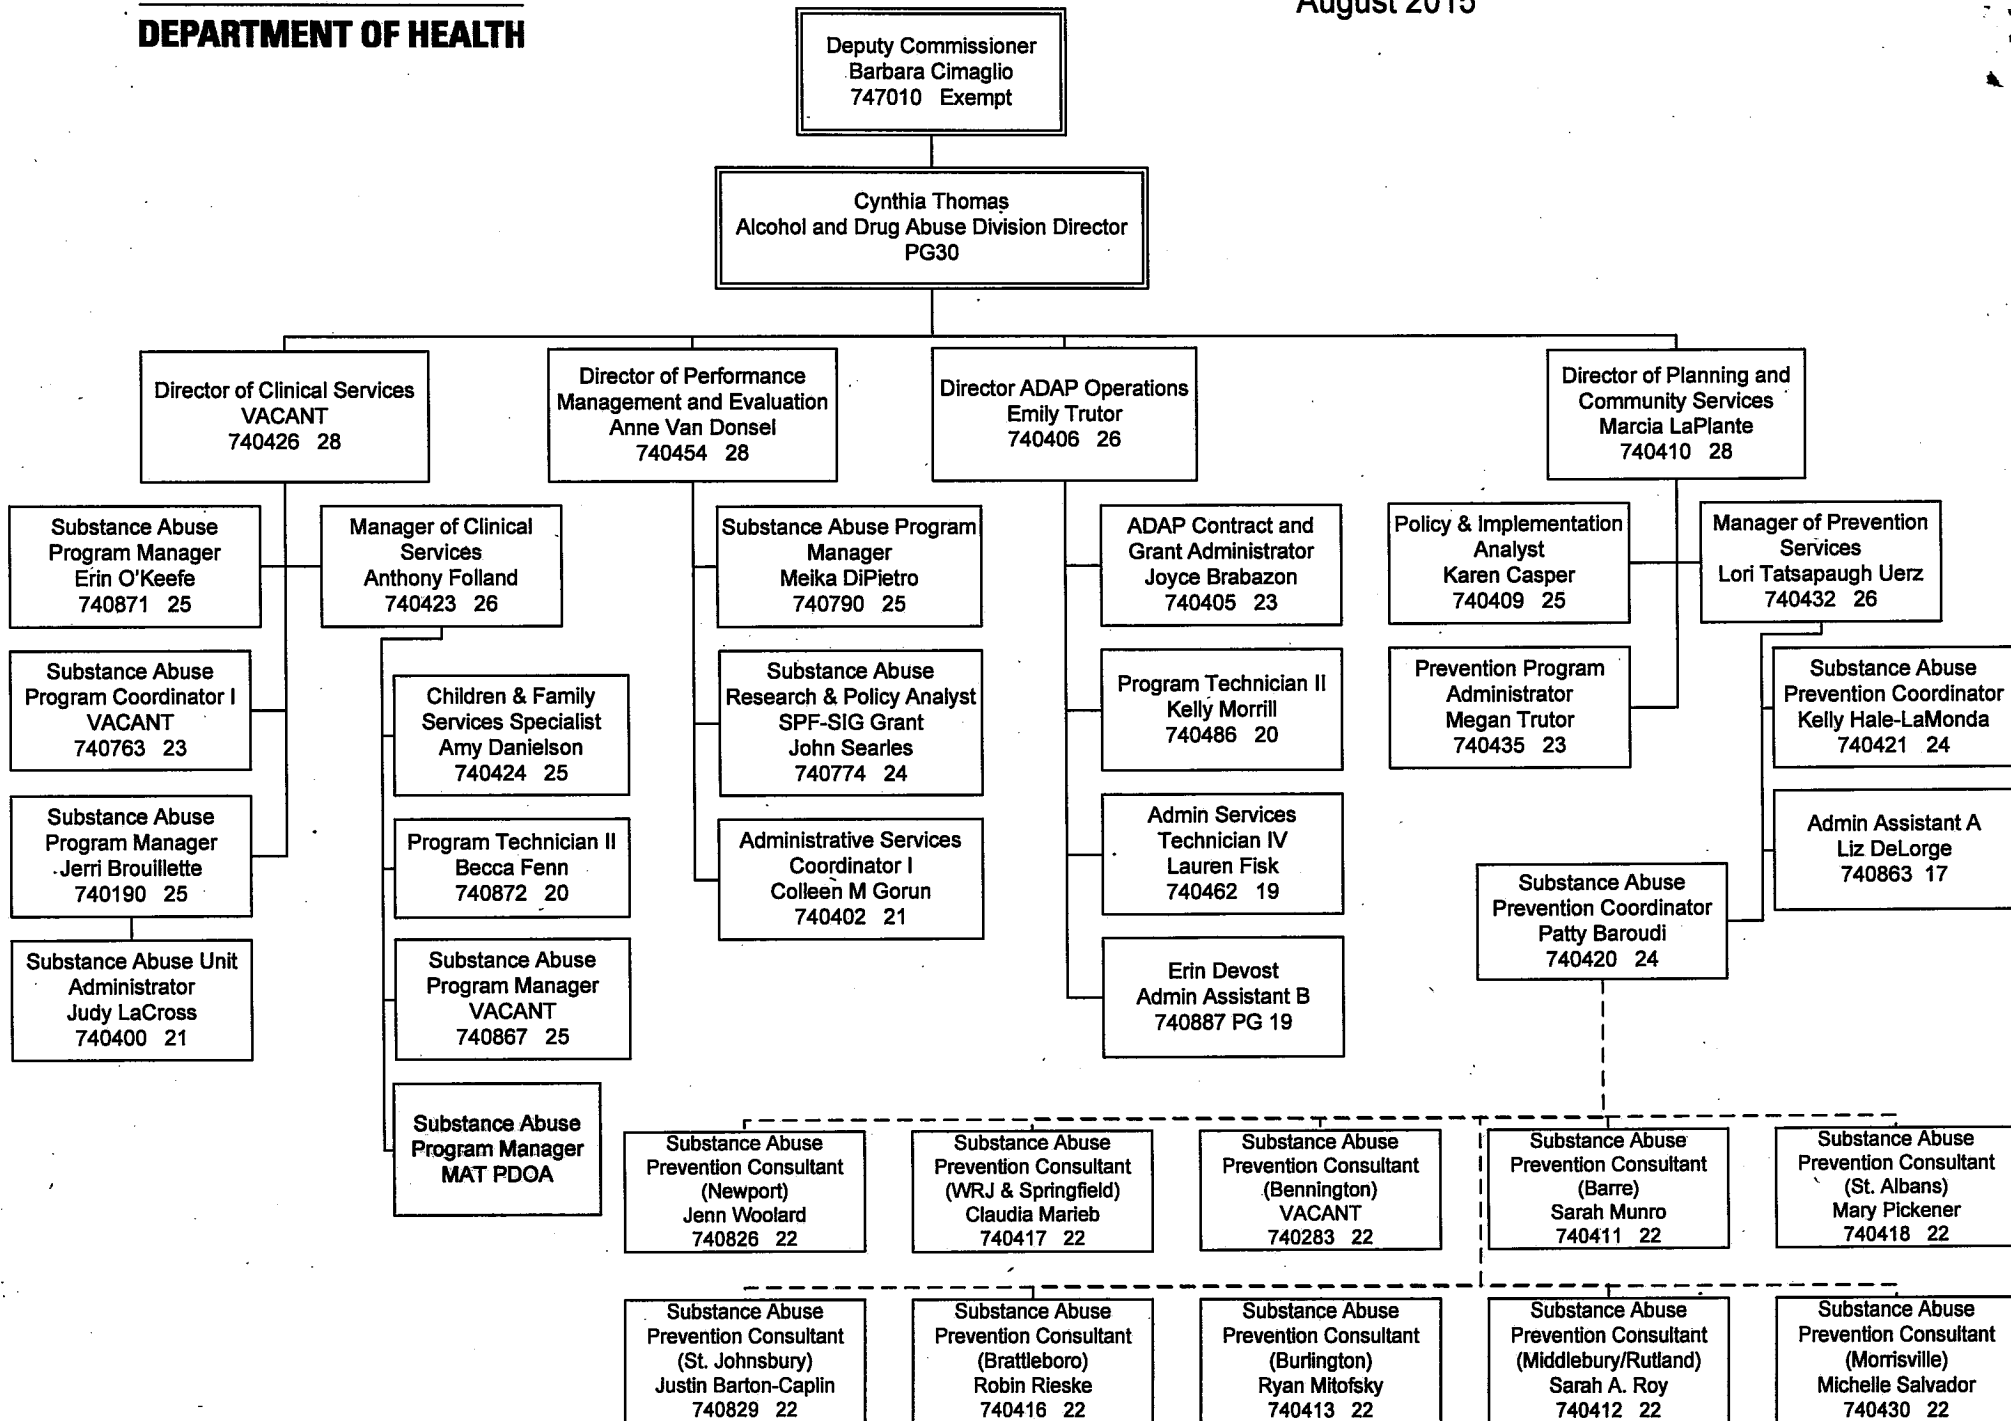 August 2015
DEPARTMENT OF HEALTH
Deputy Commissioner
Barbara Cimaglio
747010 Exempt
Cynthia Thomas
Alcohol and Drug Abuse Division Director
PG30
Director of Clinical Services
VACANT
740426 28
Director of Performance
Management and Evaluation
Anne Van Donsel
740454 28
Director ADAP Operations
Emily Trutor
740406 26
Director of Planning and
Community Services
Marcia LaPlante
740410 28
Substance Abuse
Program Manager
Erin O'Keefe
740871 25
Manager of Clinical
Services
Anthony Folland
740423 26
Substance Abuse Program
Manager
Meika DiPietro
740790 25
ADAP Contract and
Grant Administrator
Joyce Brabazon
740405 23
Policy & Implementation
Analyst
Karen Casper
740409 25
Manager of Prevention
Services
Lori Tatsapaugh Uerz
740432 26
Substance Abuse
Program Coordinator I
VACANT
740763 23
Children & Family
Services Specialist
Amy Danielson
740424 25
Substance Abuse
Research & Policy Analyst
SPF-SIG Grant
John Searles
740774 24
Program Technician II
Kelly Morrill
740486 20
Prevention Program
Administrator
Megan Trutor
740435 23
Substance Abuse
Prevention Coordinator
Kelly Hale-LaMonda
740421 24
Substance Abuse
Program Manager
Jerri Brouillette
740190 25
Program Technician II
Becca Fenn
740872 20
Administrative Services
Coordinator I
Colleen M Gorun
740402 21
Admin Services
Technician IV
Lauren Fisk
740462 19
Substance Abuse
Prevention Coordinator
Patty Baroudi
740420 24
Admin Assistant A
Liz DeLorge
740863 17
Substance Abuse Unit
Administrator
Judy LaCross
740400 21
Substance Abuse
Program Manager
VACANT
740867 25
Erin Devost
Admin Assistant B
740887 PG 19
Substance Abuse
Program Manager
MAT PDOA
Substance Abuse
Prevention Consultant
(Newport)
Jenn Woolard
740826 22
Substance Abuse
Prevention Consultant
(WRJ & Springfield)
Claudia Marieb
740417 22
Substance Abuse
Prevention Consultant
(Bennington)
VACANT
740283 22
Substance Abuse
Prevention Consultant
(Barre)
Sarah Munro
740411 22
Substance Abuse
Prevention Consultant
(St. Albans)
Mary Pickener
740418 22
Substance Abuse
Prevention Consultant
(St. Johnsbury)
Justin Barton-Caplin
740829 22
Substance Abuse
Prevention Consultant
(Brattleboro)
Robin Rieske
740416 22
Substance Abuse
Prevention Consultant
(Burlington)
Ryan Mitofsky
740413 22
Substance Abuse
Prevention Consultant
(Middlebury/Rutland)
Sarah A. Roy
740412 22
Substance Abuse
Prevention Consultant
(Morrisville)
Michelle Salvador
740430 22